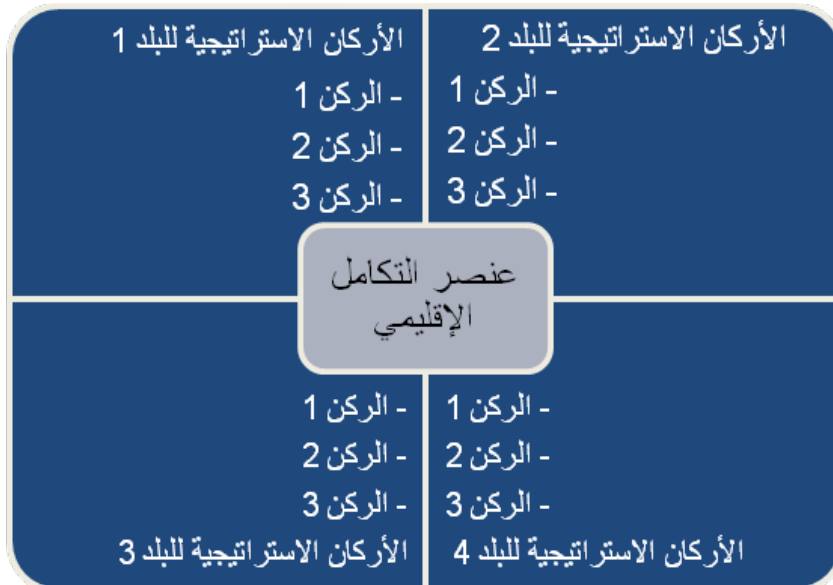 الأركان الاستراتيجية للبلد 1
- الركن 1
- الركن 2
- الركن 3
الأركان الاستراتيجية للبلد 2
- الركن 1
- الركن 2
- الركن 3
عنصر التكامل
الإقليمي
- الركن 1
- الركن 2
- الركن 3
الأركان الاستراتيجية للبلد 3
- الركن 1
- الركن 2
- الركن 3
الأركان الاستراتيجية للبلد 4